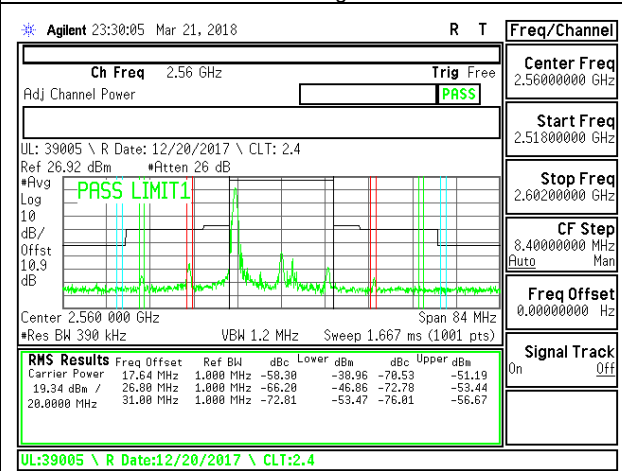 Agilent 23:30:05 Mar 21, 2018 R T
Freq/Channel
Ch Freq 2.56 GHz Trig Free
Adj Channel Power PASS
UL: 39005 \ R Date: 12/20/2017 \ CLT: 2.4
Ref 26.92 dBm #Atten 26 dB
#Avg
Log
10
dB/
Offst
10.9
dB
PASS LIMIT1
Center 2.560 000 GHz Span 84 MHz
#Res BW 390 kHz VBW 1.2 MHz Sweep 1.667 ms (1001 pts)
RMS Results Freq Offset Ref BW dBc Lower dBm dBc Upper dBm
Carrier Power 17.64 MHz 1.000 MHz -58.30 -38.96 -70.53 -51.19
19.34 dBm / 26.80 MHz 1.000 MHz -66.20 -46.86 -72.78 -53.44
20.0000 MHz 31.00 MHz 1.000 MHz -72.81 -53.47 -76.01 -56.67
UL:39005 \ R Date:12/20/2017 \ CLT:2.4
Center Freq
2.56000000 GHz
Start Freq
2.51800000 GHz
Stop Freq
2.60200000 GHz
CF Step
8.40000000 MHz
Auto Man
Freq Offset
0.00000000 Hz
Signal Track
On Off